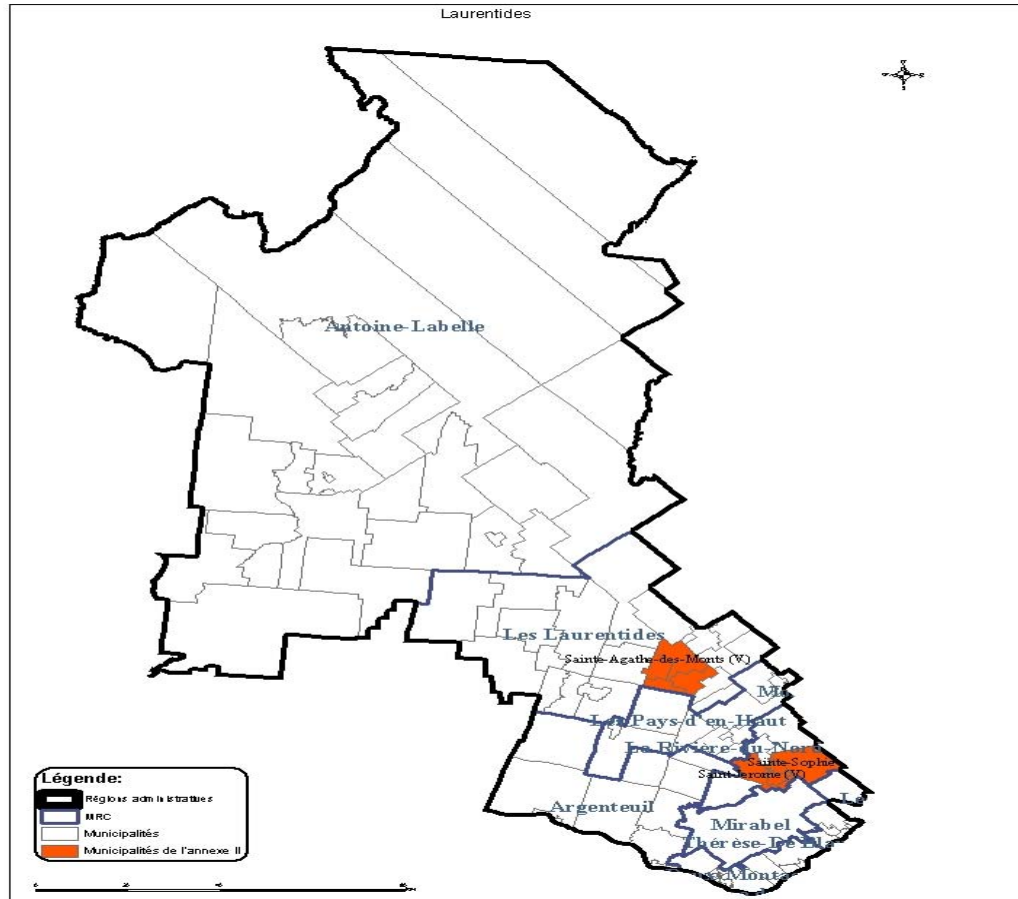 Laurentides
Antoine-Labelle
Les Laurentides
Sainte-Agathe-des-Monts (V)
Les Pays-d'en-Haut
La Rivière-du-Nord
Sainte-Sophie
Saint-Jerome (V)
Argenteuil
Mirabel
Légende:
Régions administratives
MRC
Municipalités
Municipalités de l'annexe II